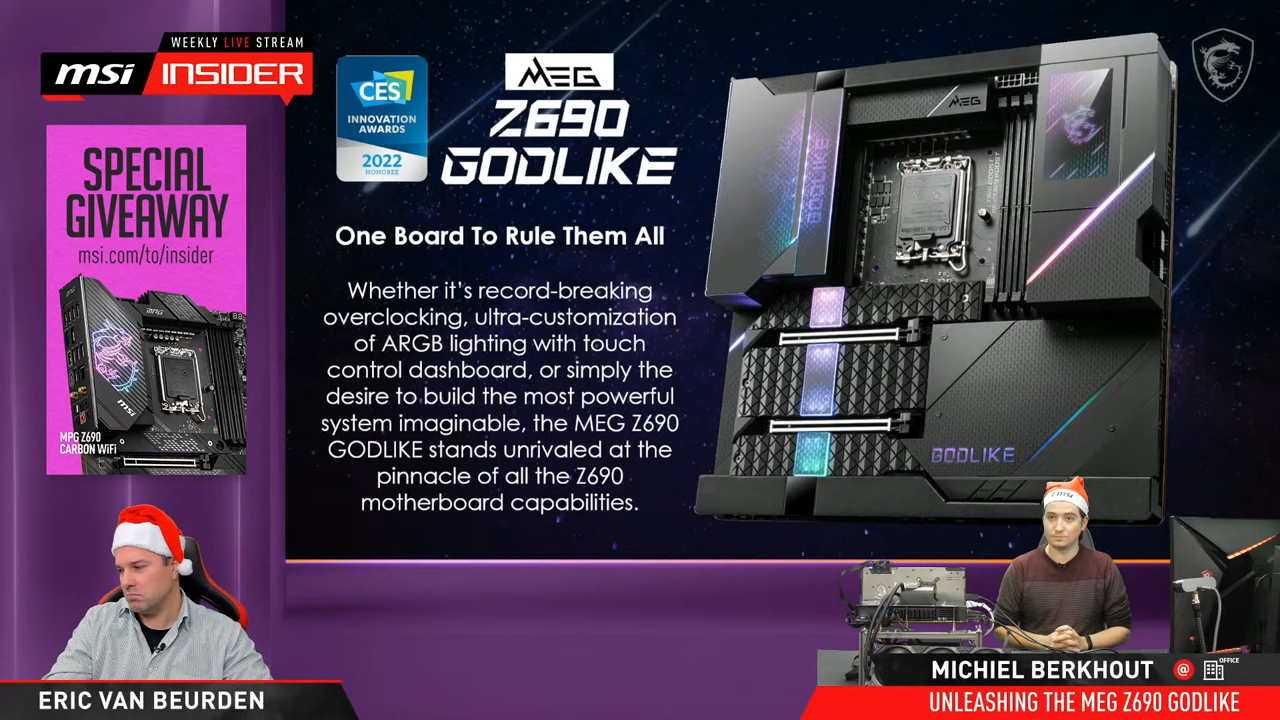 WEEKLY LIVE STREAM
msi INSIDER
SPECIAL
GIVEAWAY
msi.com/to/insider
MPG
msi
MPG Z690
CARBON WiFi
CES
INNOVATION
AWARDS
2022
HONOREE
MEG
Z690
GODLIKE
One Board To Rule Them All
Whether it's record-breaking
overclocking, ultra-customization
of ARGB lighting with touch
control dashboard, or simply the
desire to build the most powerful
system imaginable, the MEG Z690
GODLIKE stands unrivaled at the
pinnacle of all the Z690
motherboard capabilities.
MEG
GODLIKE
GODLIKE
msi
ERIC VAN BEURDEN
MICHIEL BERKHOUT @ OFFICE
UNLEASHING THE MEG Z690 GODLIKE